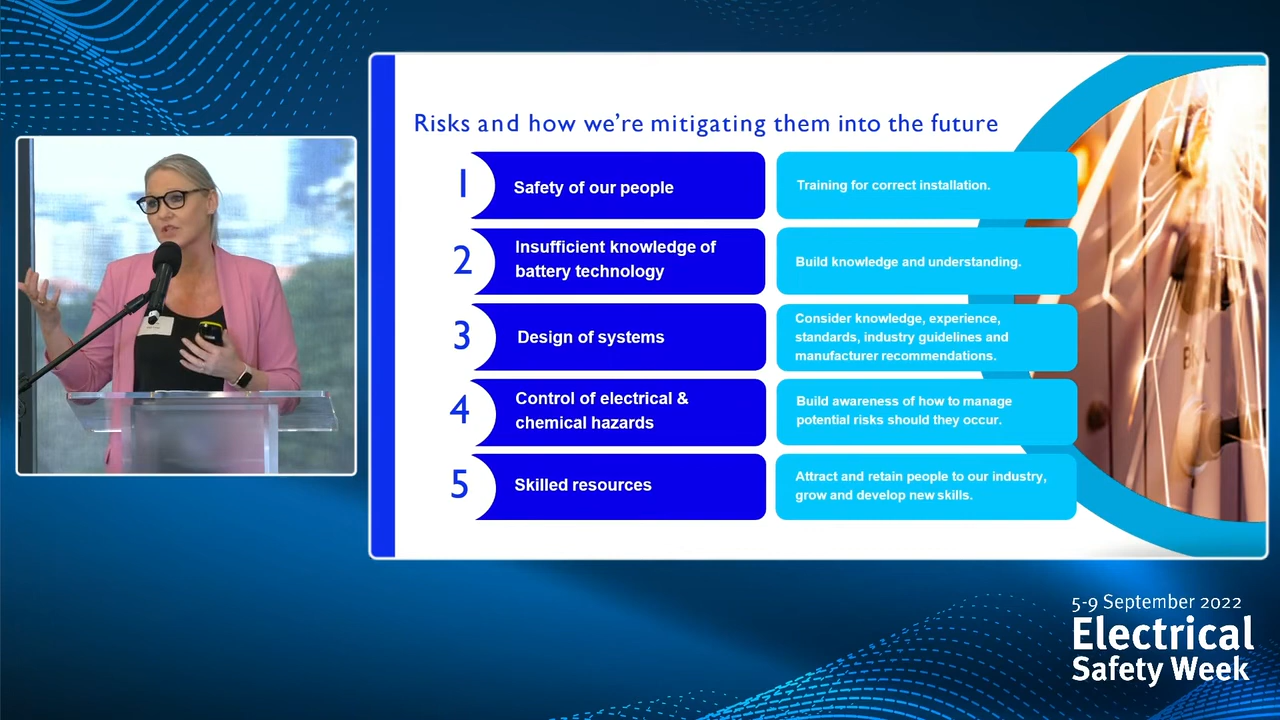 Risks and how we're mitigating them into the future
1
Safety of our people
Training for correct installation.
2
Insufficient knowledge of
battery technology
Build knowledge and understanding.
3
Design of systems
Consider knowledge, experience,
standards, industry guidelines and
manufacturer recommendations.
4
Control of electrical &
chemical hazards
Build awareness of how to manage
potential risks should they occur.
5
Skilled resources
Attract and retain people to our industry,
grow and develop new skills.
5-9 September 2022
Electrical
Safety Week